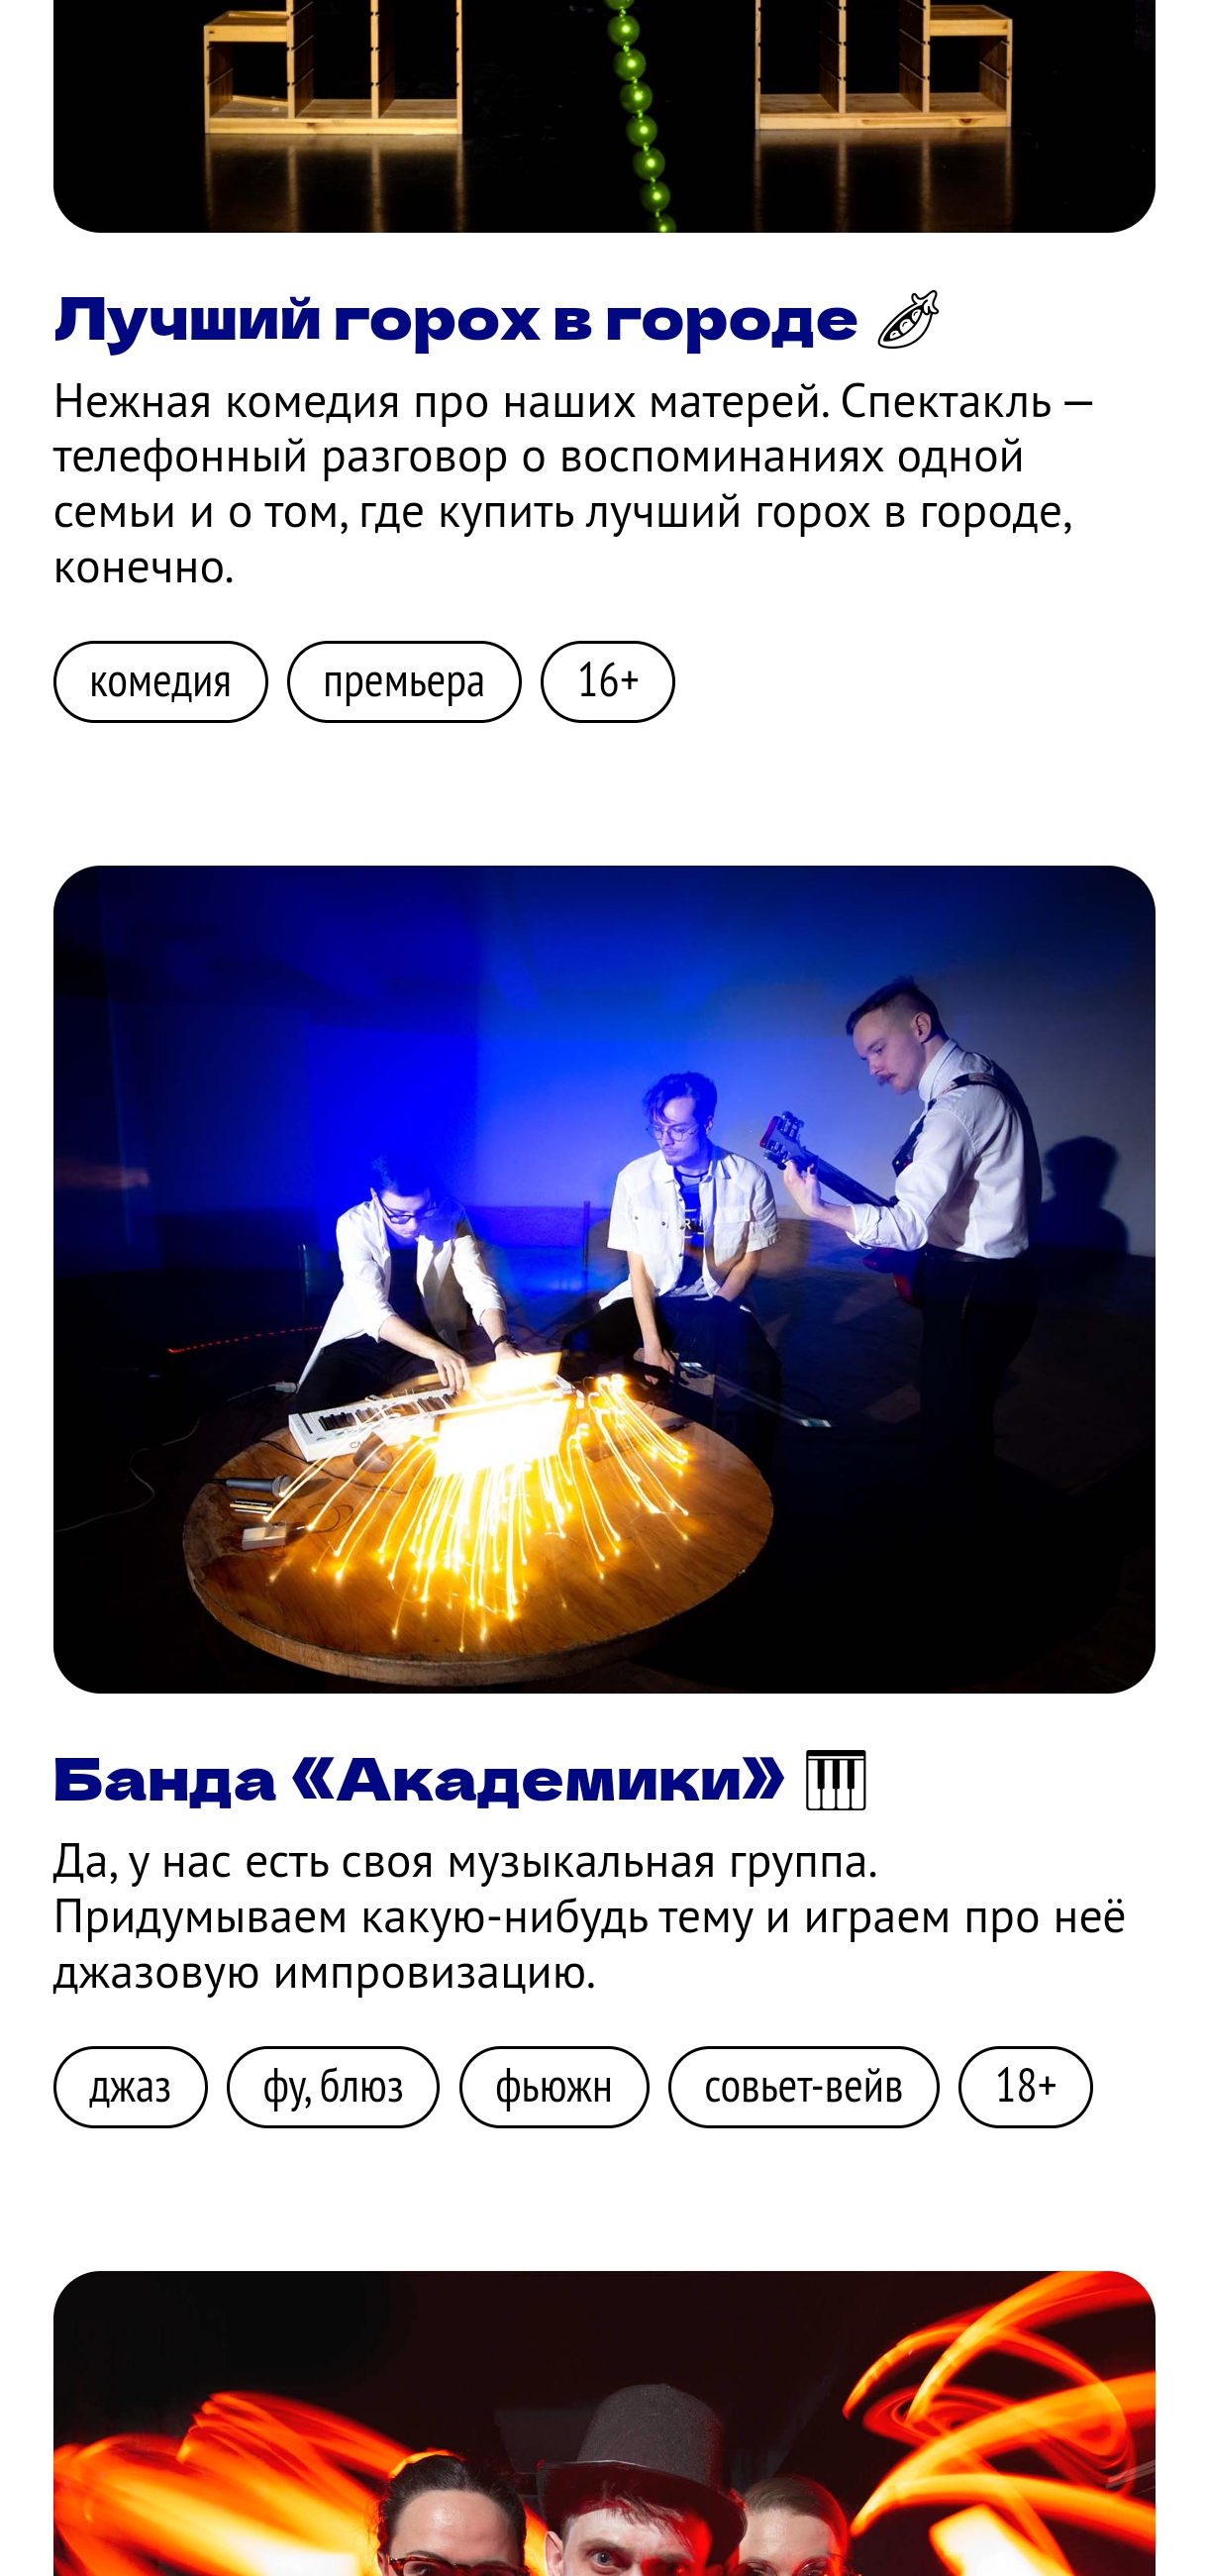 Лучший горох в городе
Нежная комедия про наших матерей. Спектакль —
телефонный разговор о воспоминаниях одной
семьи и о том, где купить лучший горох в городе,
конечно.
комедия премьера 16+
Банда «Академики»
Да, у нас есть своя музыкальная группа.
Придумываем какую-нибудь тему и играем про неё
джазовую импровизацию.
джаз фу, блюз фьюжн совьет-вейв 18+